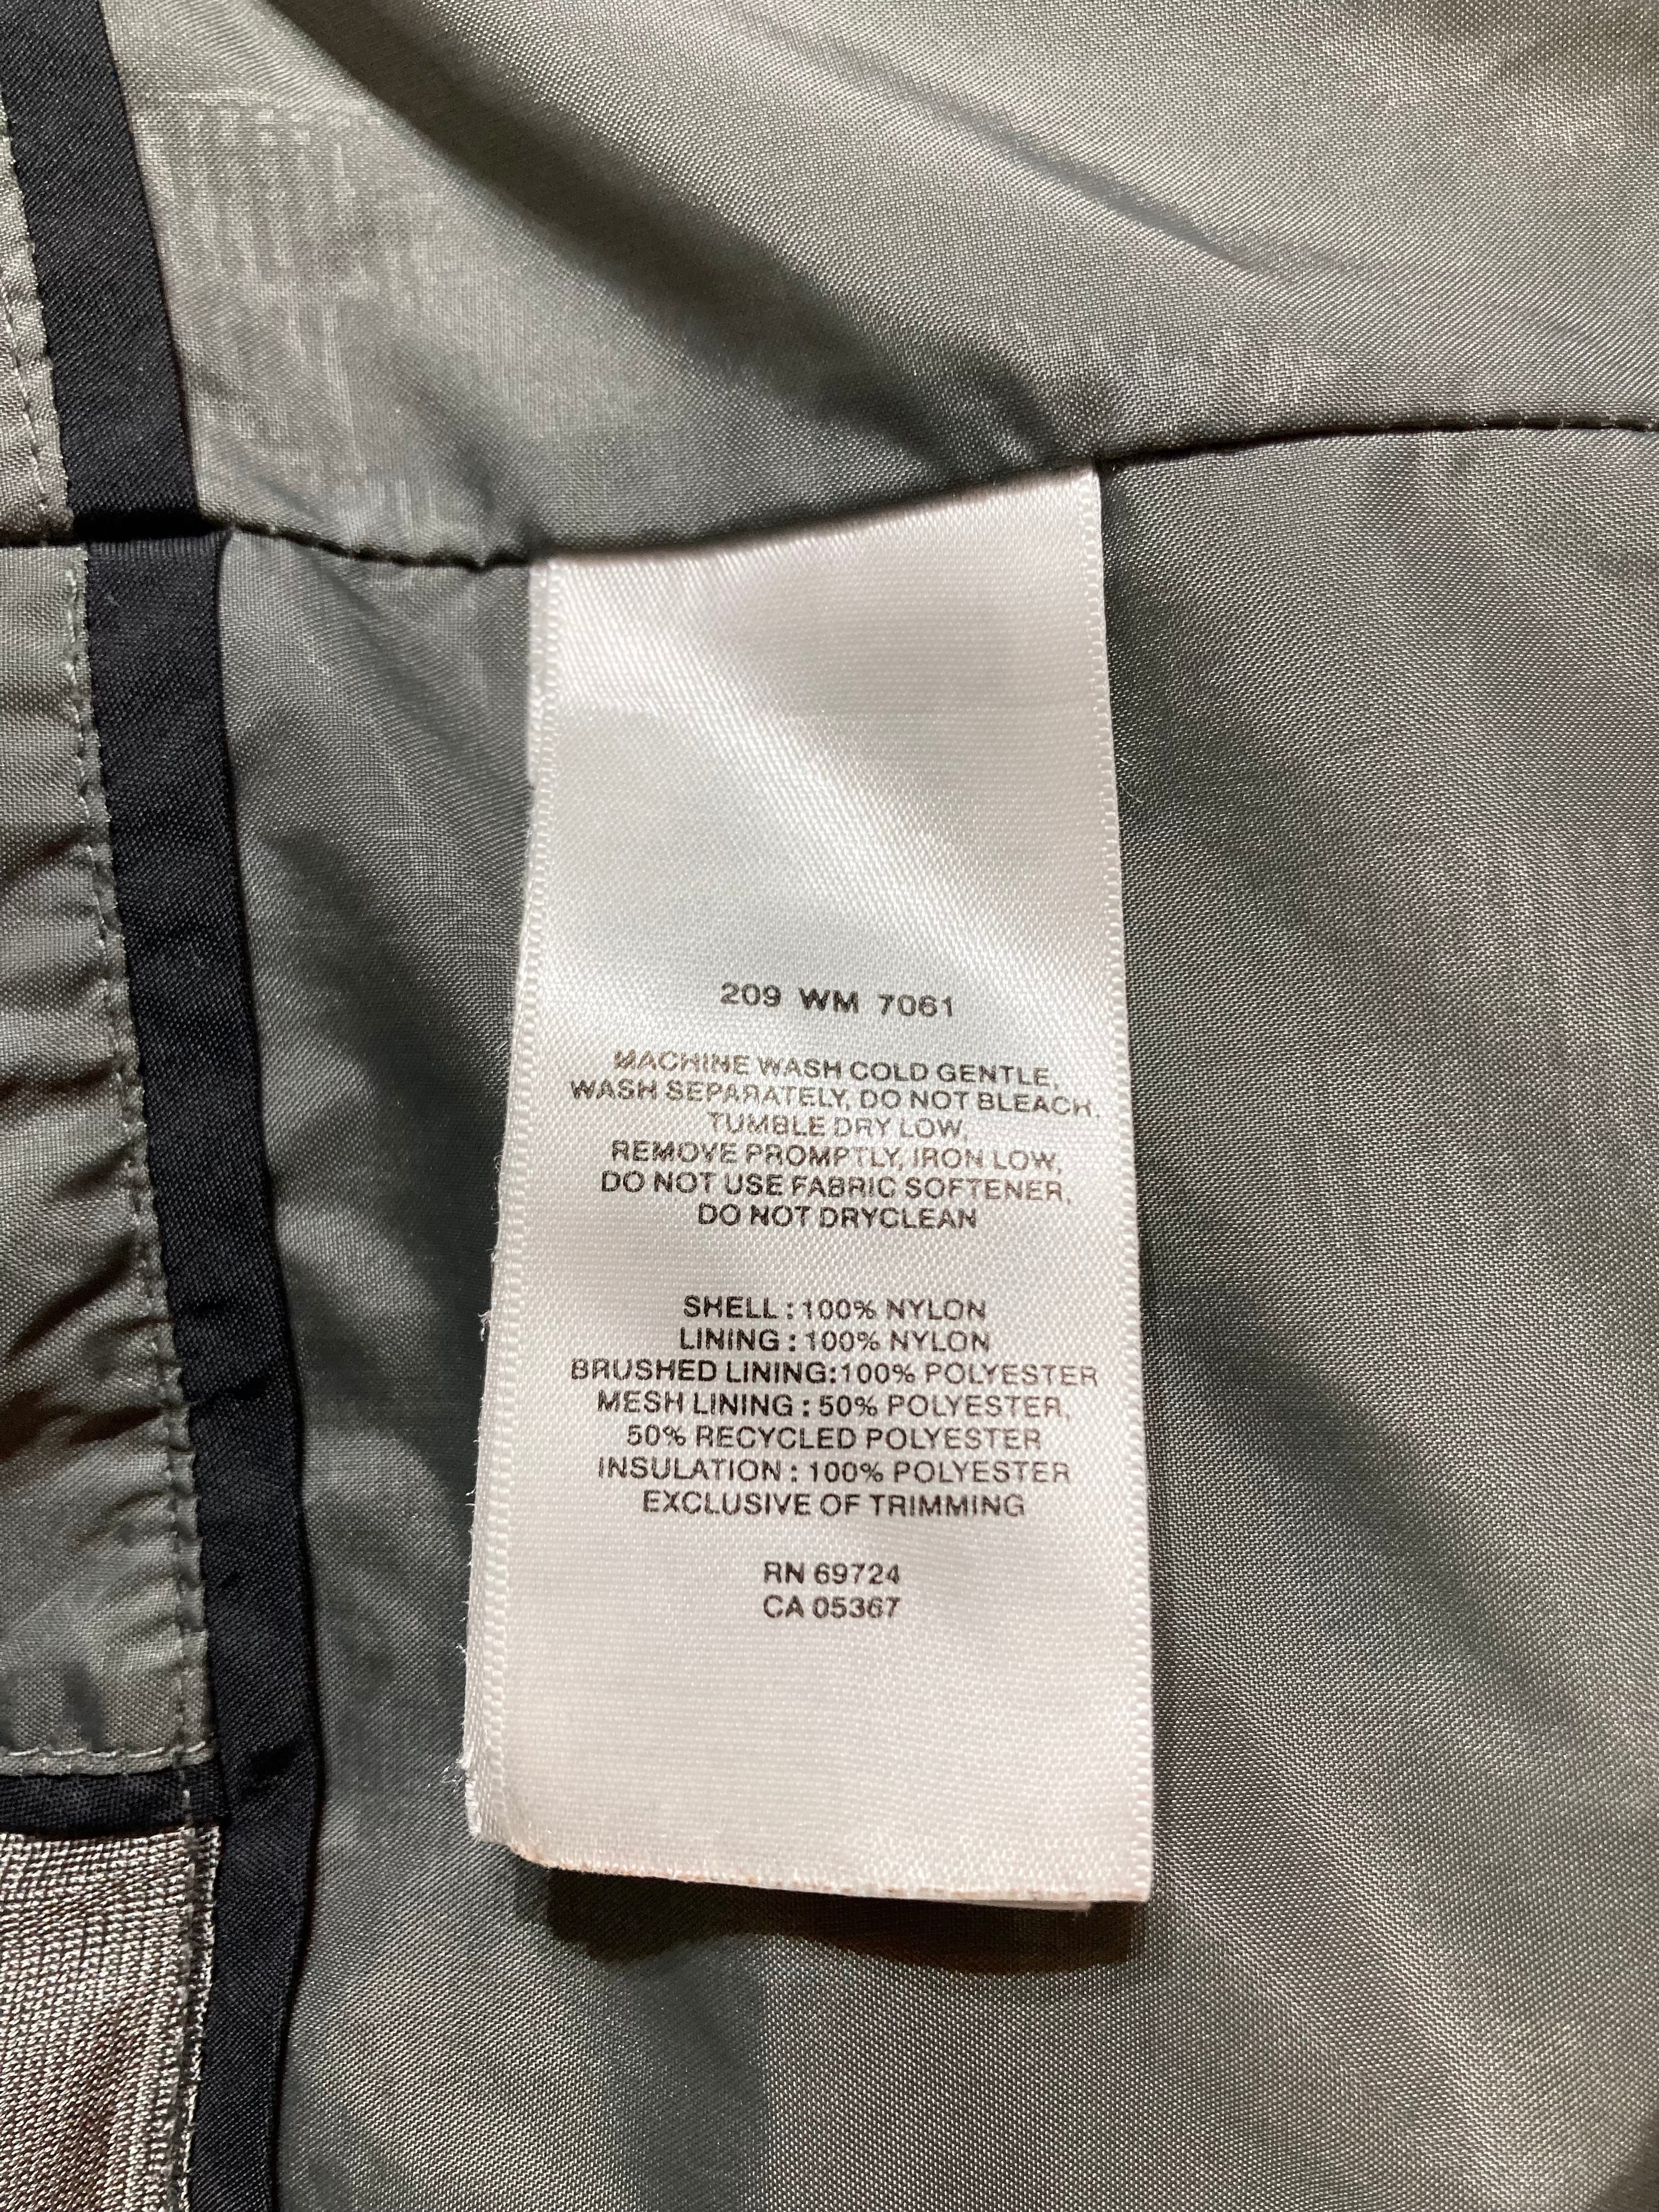 209 WM 7061
MACHINE WASH COLD GENTLE,
WASH SEPARATELY, DO NOT BLEACH.
TUMBLE DRY LOW,
REMOVE PROMPTLY, IRON LOW,
DO NOT USE FABRIC SOFTENER,
DO NOT DRYCLEAN
SHELL : 100% NYLON
LINING : 100% NYLON
BRUSHED LINING:100% POLYESTER
MESH LINING : 50% POLYESTER,
50% RECYCLED POLYESTER
INSULATION : 100% POLYESTER
EXCLUSIVE OF TRIMMING
RN 69724
CA 05367